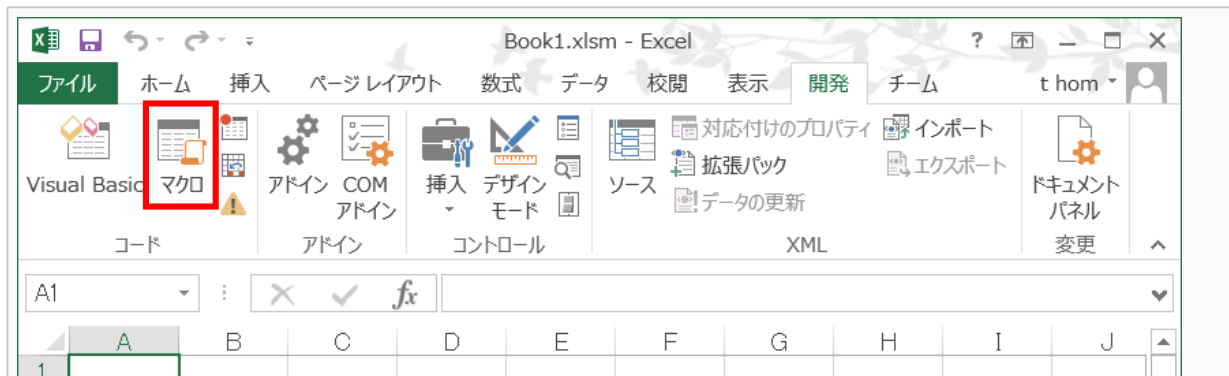 Book1.xlsm - Excel
?
ファイル ホーム 挿入 ページ レイアウト 数式 データ 校閲 表示 開発 チーム t hom
Visual Basic マクロ アドイン COM アドイン 挿入 デザイン モード ソース 対応付けのプロパティ 拡張パック データの更新 インポート エクスポート ドキュメント パネル
コード アドイン コントロール XML 変更
A1 fx
A B C D E F G H I J
1